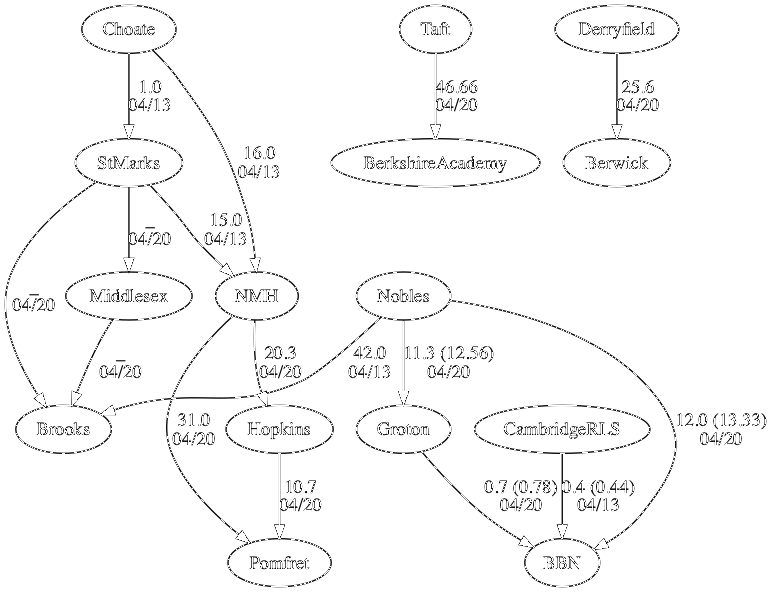 Choate
Taft
Derryfield
1.0
04/13
46.66
04/20
25.6
04/20
StMarks
BerkshireAcademy
Berwick
16.0
04/13
15.0
04/13
_
04/20
_
04/20
Middlesex
NMH
Nobles
_
04/20
20.3
04/20
42.0
04/13
11.3 (12.56)
04/20
31.0
04/20
12.0 (13.33)
04/20
Brooks
Hopkins
Groton
CambridgeRLS
10.7
04/20
0.7 (0.78)
04/20
0.4 (0.44)
04/13
Pomfret
BBN